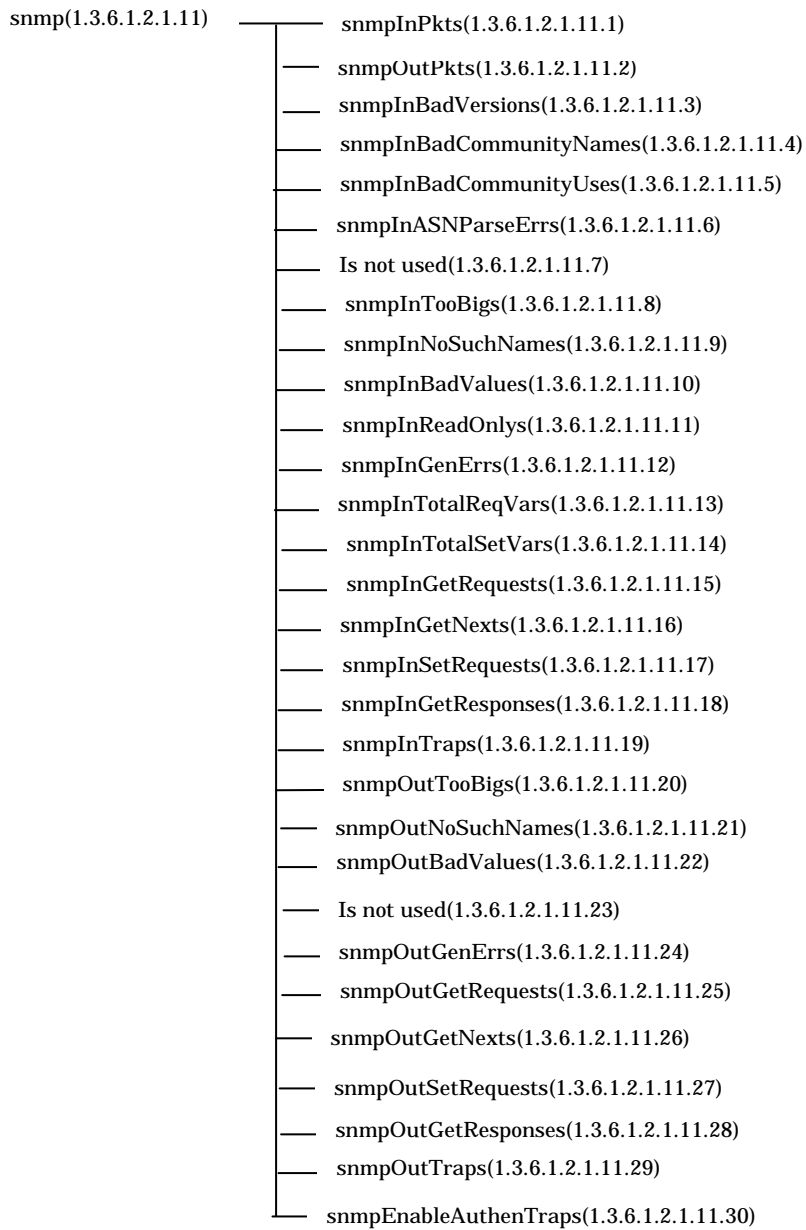 snmp(1.3.6.1.2.1.11)
snmpInPkts(1.3.6.1.2.1.11.1)
snmpOutPkts(1.3.6.1.2.1.11.2)
snmpInBadVersions(1.3.6.1.2.1.11.3)
snmpInBadCommunityNames(1.3.6.1.2.1.11.4)
snmpInBadCommunityUses(1.3.6.1.2.1.11.5)
snmpInASNParseErrs(1.3.6.1.2.1.11.6)
Is not used(1.3.6.1.2.1.11.7)
snmpInTooBigs(1.3.6.1.2.1.11.8)
snmpInNoSuchNames(1.3.6.1.2.1.11.9)
snmpInBadValues(1.3.6.1.2.1.11.10)
snmpInReadOnlys(1.3.6.1.2.1.11.11)
snmpInGenErrs(1.3.6.1.2.1.11.12)
snmpInTotalReqVars(1.3.6.1.2.1.11.13)
snmpInTotalSetVars(1.3.6.1.2.1.11.14)
snmpInGetRequests(1.3.6.1.2.1.11.15)
snmpInGetNexts(1.3.6.1.2.1.11.16)
snmpInSetRequests(1.3.6.1.2.1.11.17)
snmpInGetResponses(1.3.6.1.2.1.11.18)
snmpInTraps(1.3.6.1.2.1.11.19)
snmpOutTooBigs(1.3.6.1.2.1.11.20)
snmpOutNoSuchNames(1.3.6.1.2.1.11.21)
snmpOutBadValues(1.3.6.1.2.1.11.22)
Is not used(1.3.6.1.2.1.11.23)
snmpOutGenErrs(1.3.6.1.2.1.11.24)
snmpOutGetRequests(1.3.6.1.2.1.11.25)
snmpOutGetNexts(1.3.6.1.2.1.11.26)
snmpOutSetRequests(1.3.6.1.2.1.11.27)
snmpOutGetResponses(1.3.6.1.2.1.11.28)
snmpOutTraps(1.3.6.1.2.1.11.29)
snmpEnableAuthenTraps(1.3.6.1.2.1.11.30)